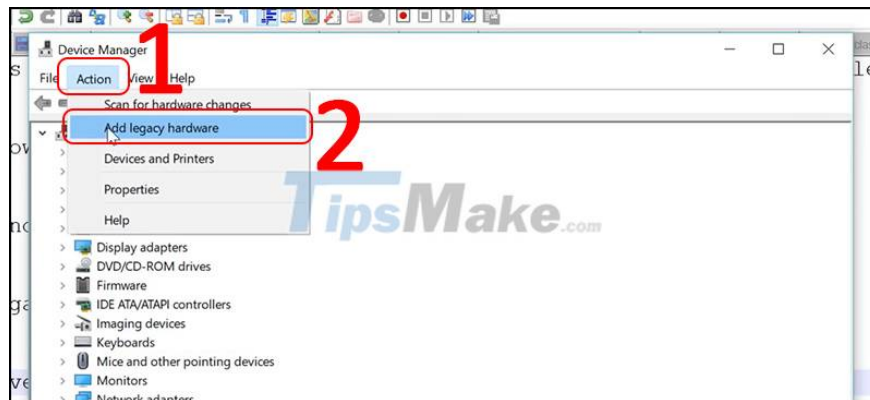 Device Manager
File Action View Help
Scan for hardware changes
Add legacy hardware
Devices and Printers
Properties
Help
1
2
TipsMake.com
Display adapters
DVD/CD-ROM drives
Firmware
IDE ATA/ATAPI controllers
Imaging devices
Keyboards
Mice and other pointing devices
Monitors
Network adapters